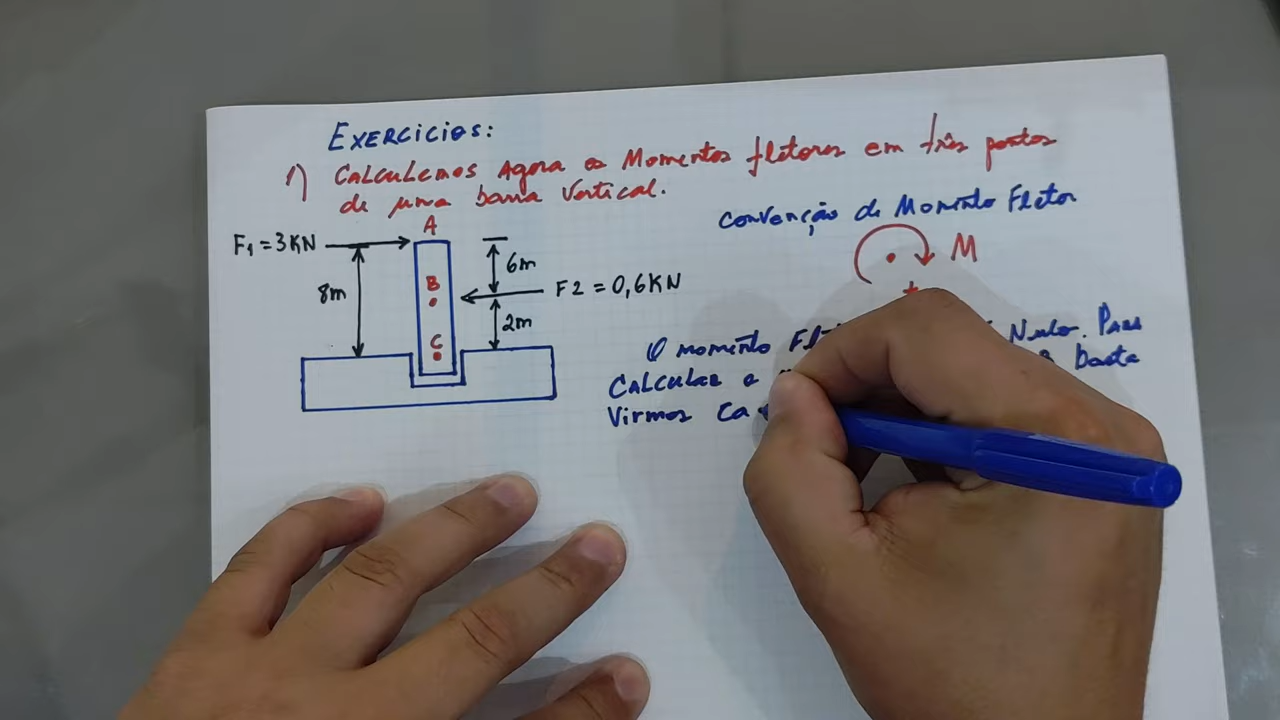 EXERCICIOS:
1) CALCULEMOS Agora os Momentos fletores em três pontos
de uma barra vertical.
Convenção de Momento Fletor
A
F1 = 3KN
M
6m
B
F2 = 0,6KN
8m
+
2m
C
O momento Nulo. Para
CALCULAR o basta
Virmos